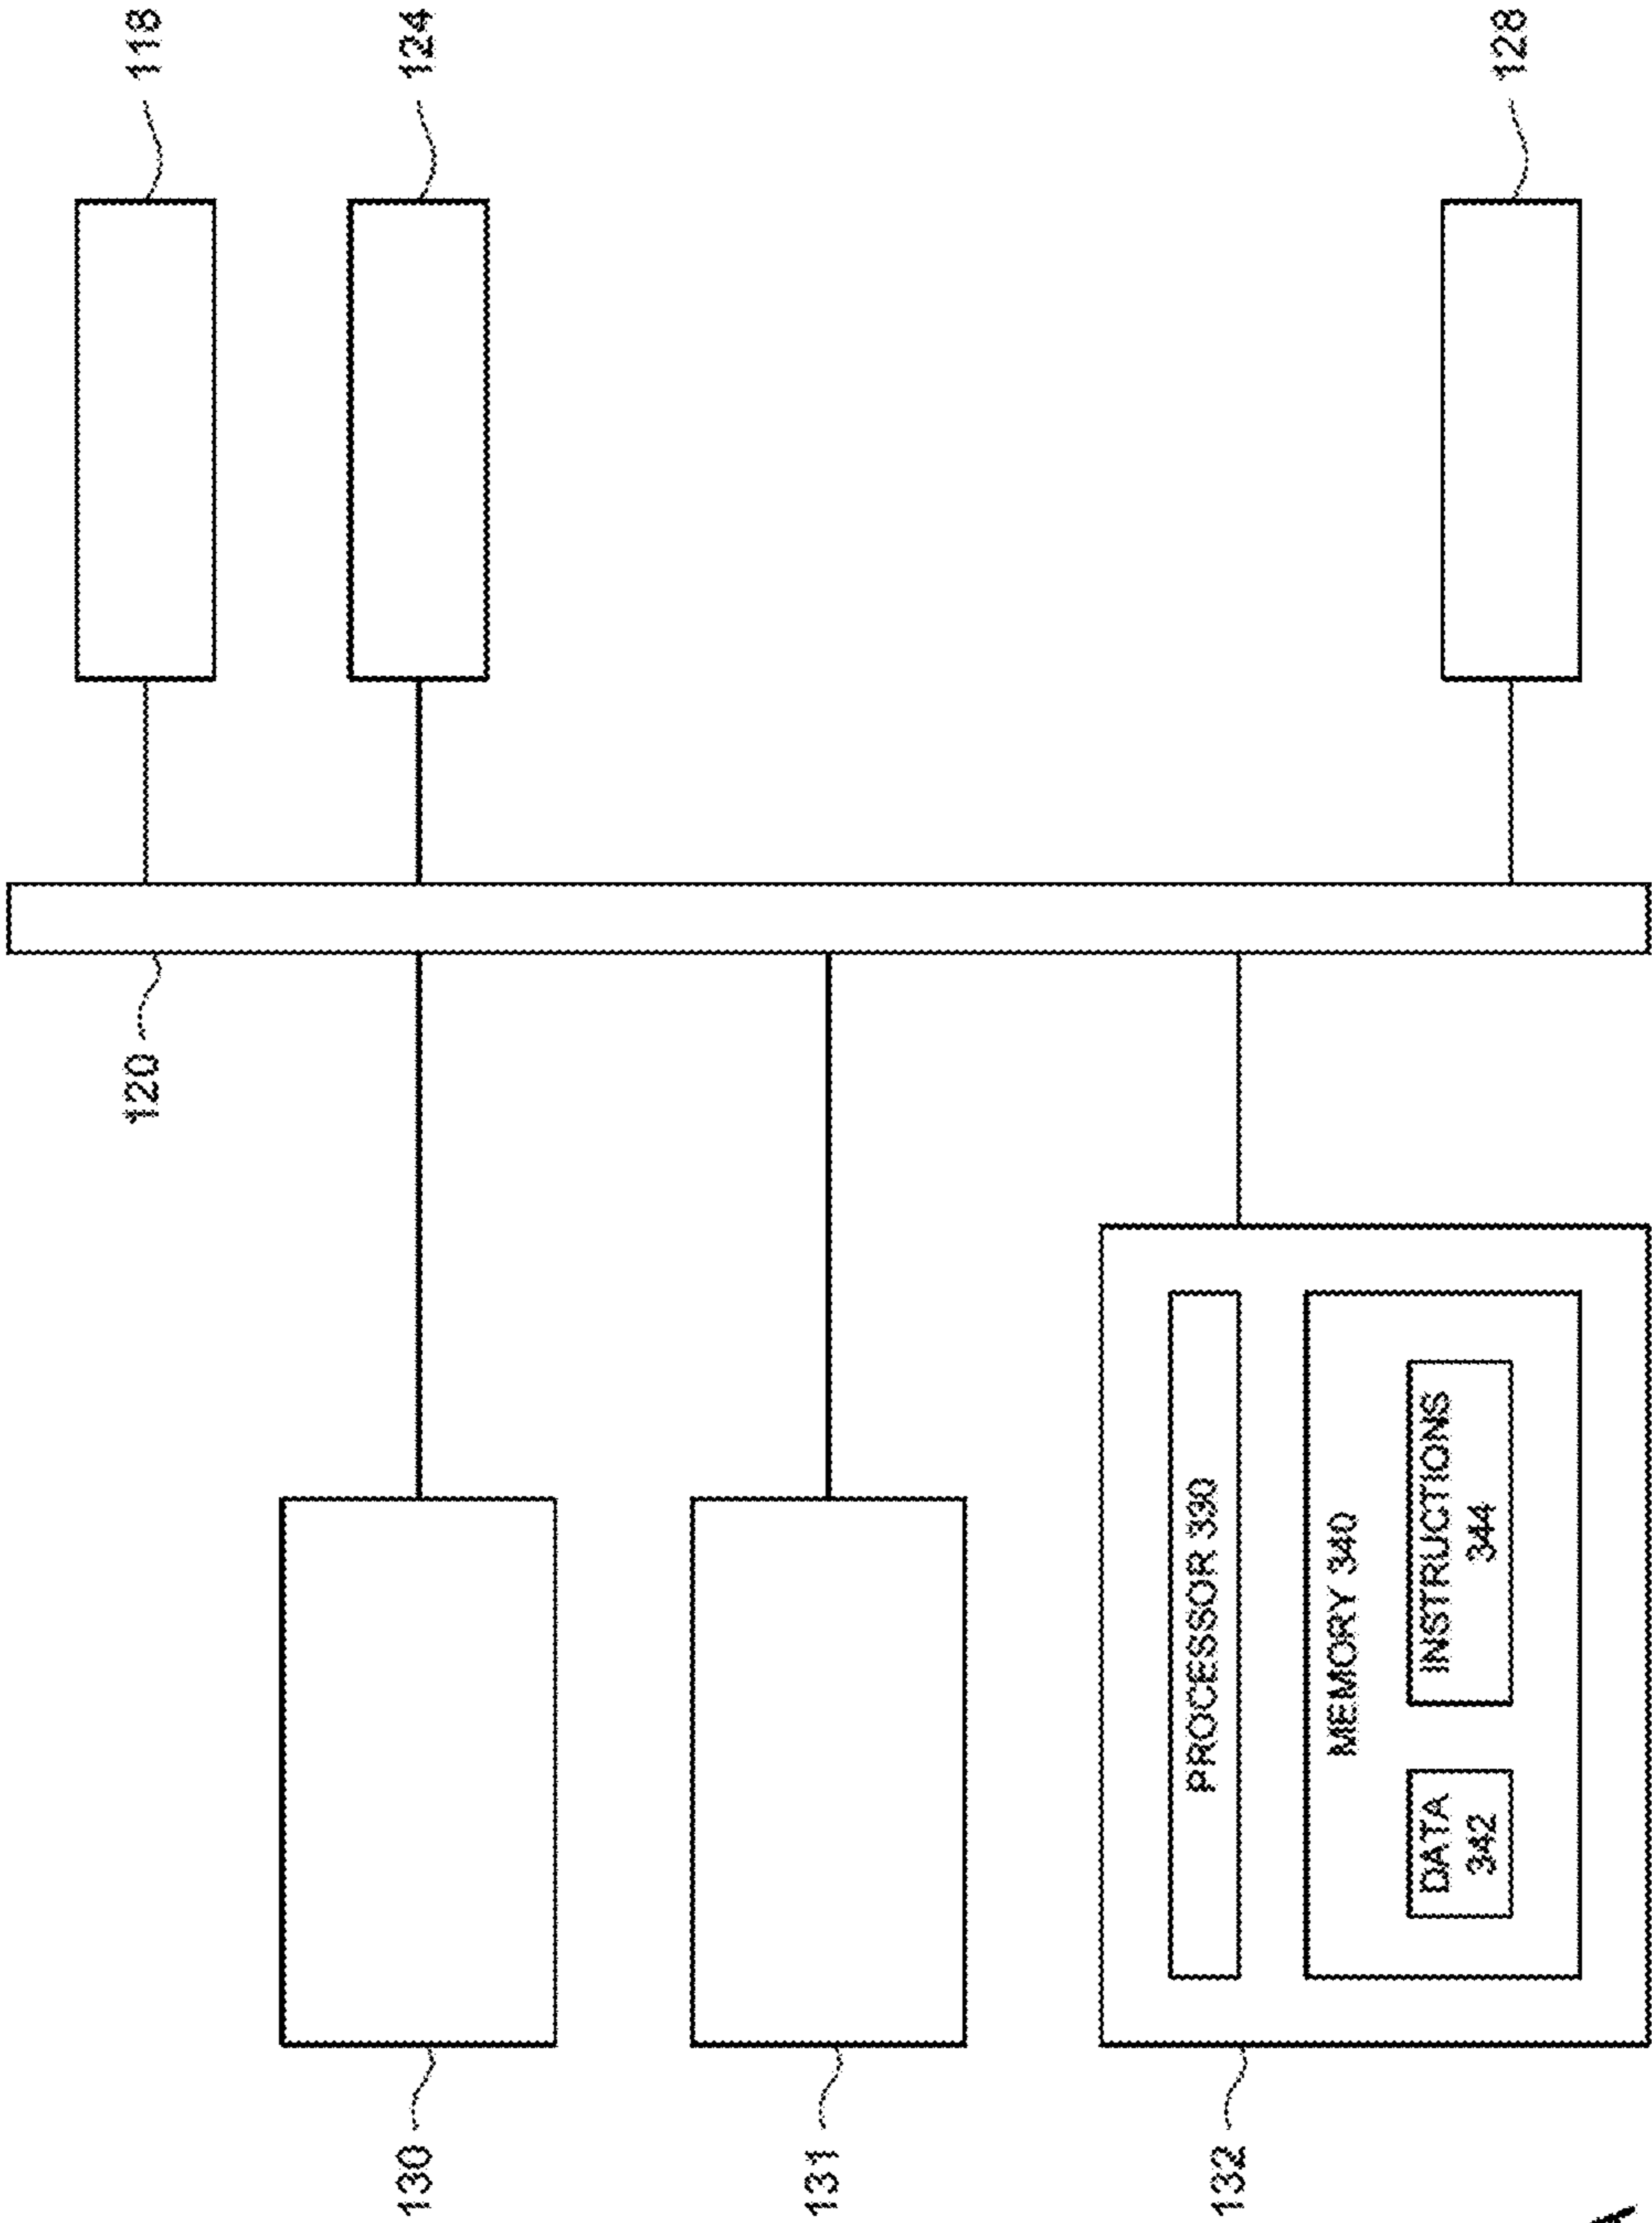 120
118
130
124
131
132
PROCESSOR 330
MEMORY 340
DATA
342
INSTRUCTIONS
344
128